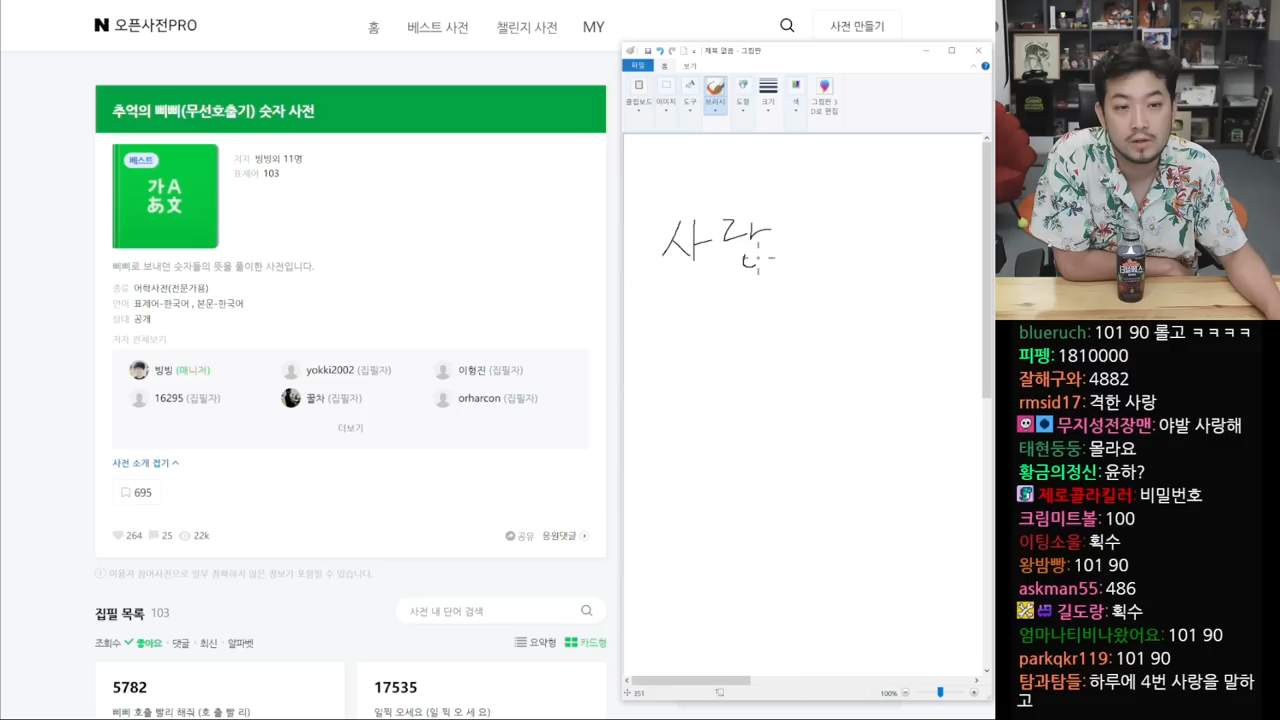 오픈사전PRO
홈 베스트 사전 챌린지 사전 MY
사전 만들기
추억의 삐삐(무선호출기) 숫자 사전
베스트
가A
あ文
저자 빙빙외 11명
표제어 103
삐삐로 보내던 숫자들의 뜻을 풀이한 사전입니다.
종류 어학사전(전문가용)
언어 표제어-한국어 , 본문-한국어
상태 공개
저자 전체보기
빙빙 (매니저) yokki2002 (집필자) 이형진 (집필자)
16295 (집필자) 꿀차 (집필자) orharcon (집필자)
더보기
사전 소개 접기
695
264 25 22k
공유 응원댓글
이용자 참여사전으로 일부 정확하지 않은 정보가 포함될 수 있습니다.
집필 목록 103
사전 내 단어 검색
조회수 좋아요 · 댓글 · 최신 · 알파벳
요약형 카드형
5782
삐삐 호출 빨리 해줘 (호 출 빨 리)
17535
일찍 오세요 (일 찍 오 세 요)
제목 없음 - 그림판
파일 홈 보기
클립보드 이미지 도구 브러시 도형 크기 색 그림판 3
D로 편집
사랑
351
100%
blueruch: 101 90 롤고 ㅋㅋㅋㅋ
피펭: 1810000
잘해구와: 4882
rmsid17: 격한 사랑
무지성전장맨: 야발 사랑해
태현둥둥: 몰라요
황금의정신: 윤하?
제로콜라킬러: 비밀번호
크림미트볼: 100
이팅소울: 획수
왕밤빵: 101 90
askman55: 486
길도랑: 획수
엄마나티비나왔어요: 101 90
parkqkr119: 101 90
탐과탐들: 하루에 4번 사랑을 말하
고